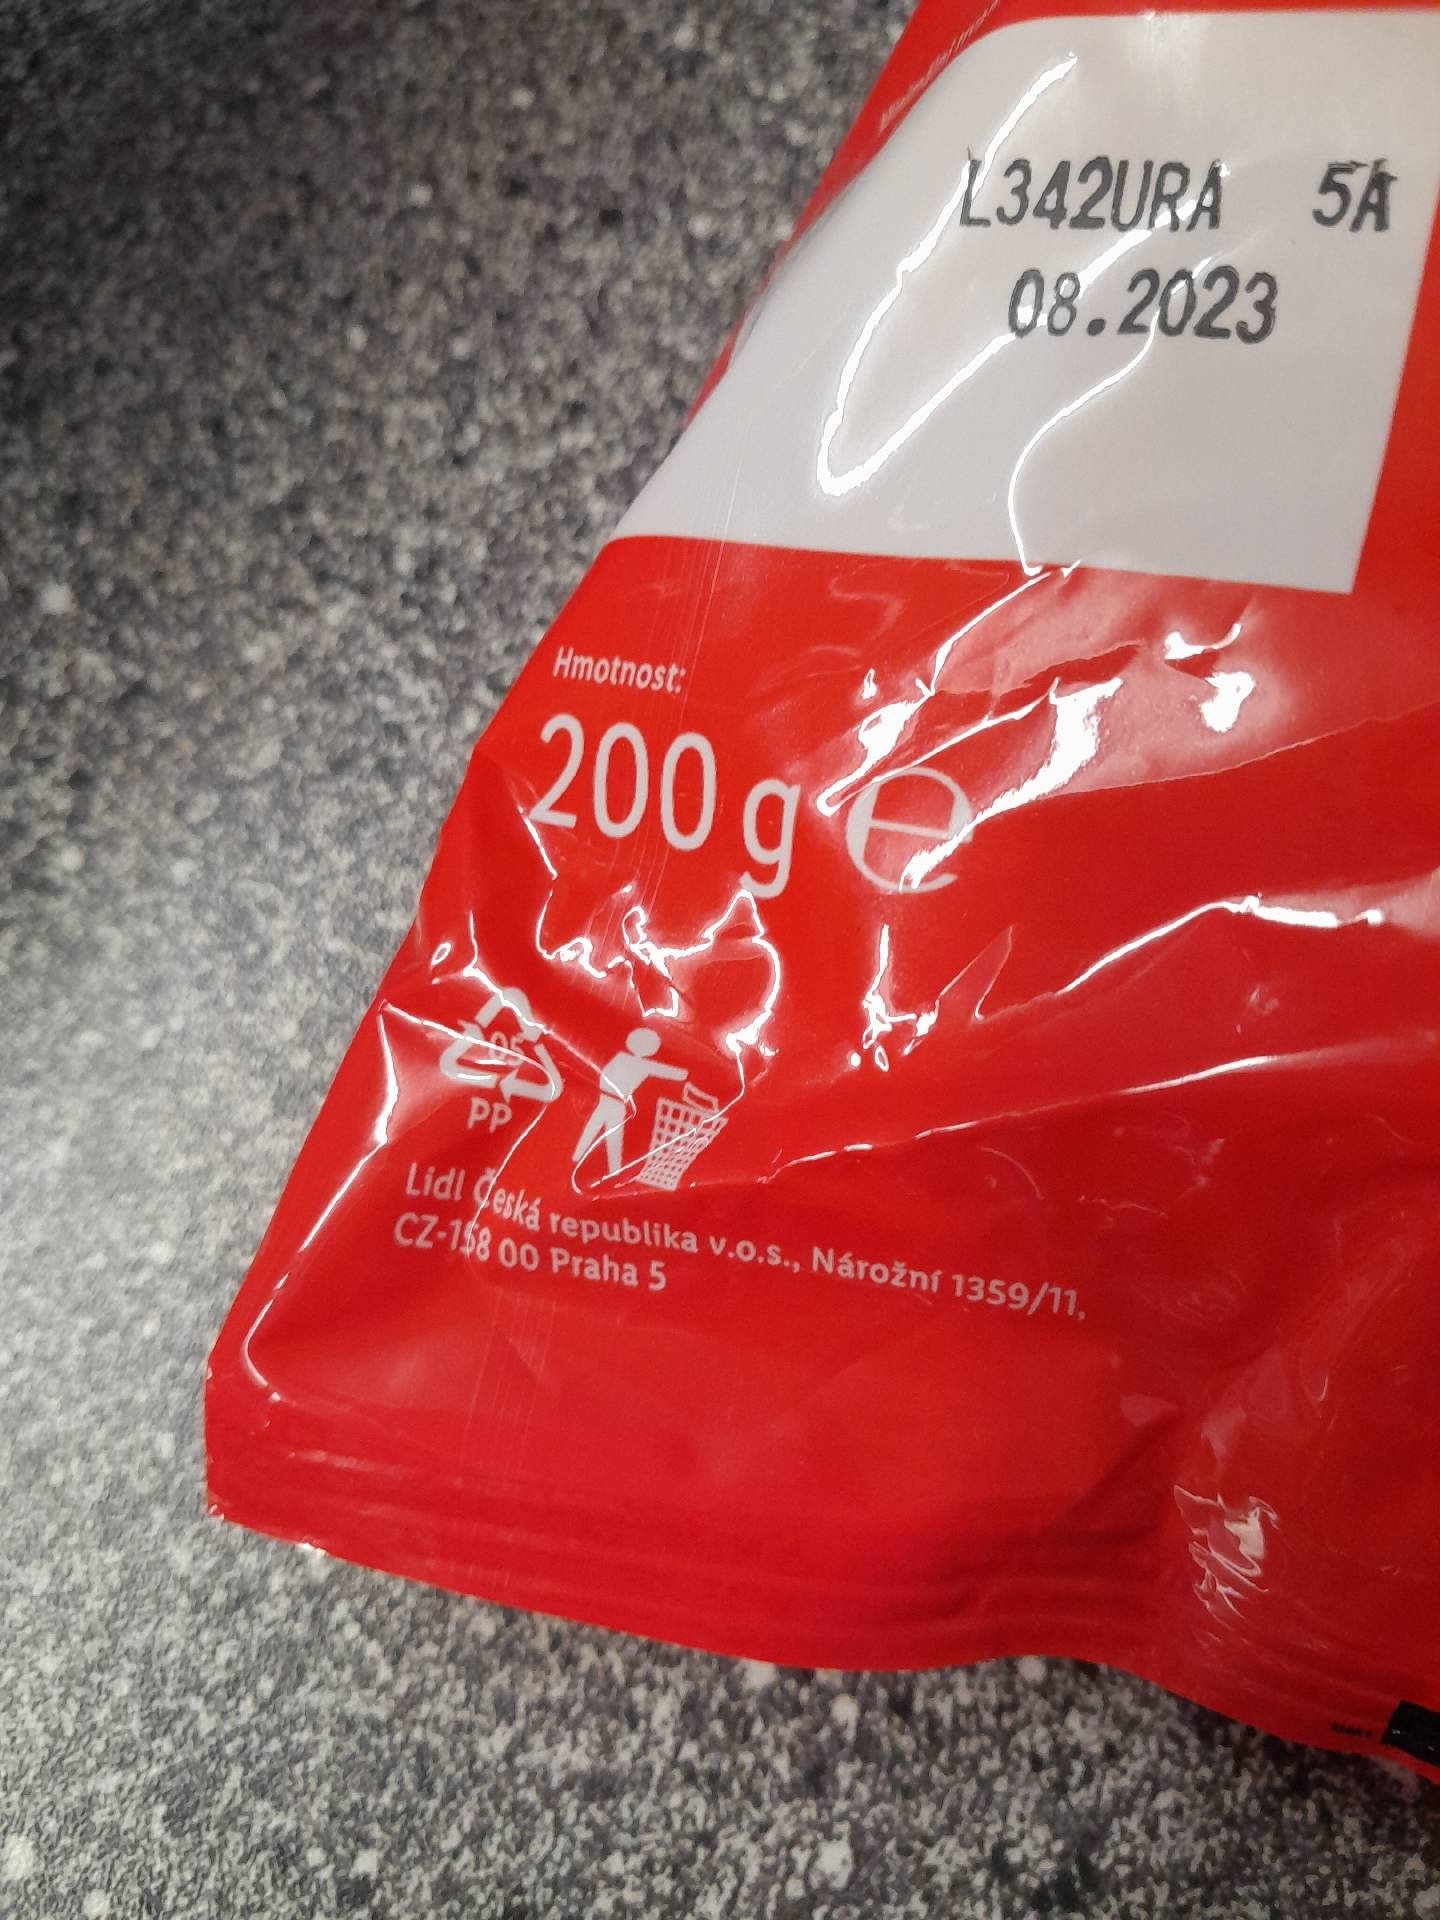 L342URA 5A
08.2023
Hmotnost:
200 g e
05
PP
Lidl Česká republika v.o.s., Nárožní 1359/11,
CZ-158 00 Praha 5